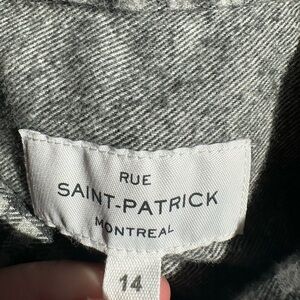 RUE
SAINT-PATRICK
MONTREAL
14